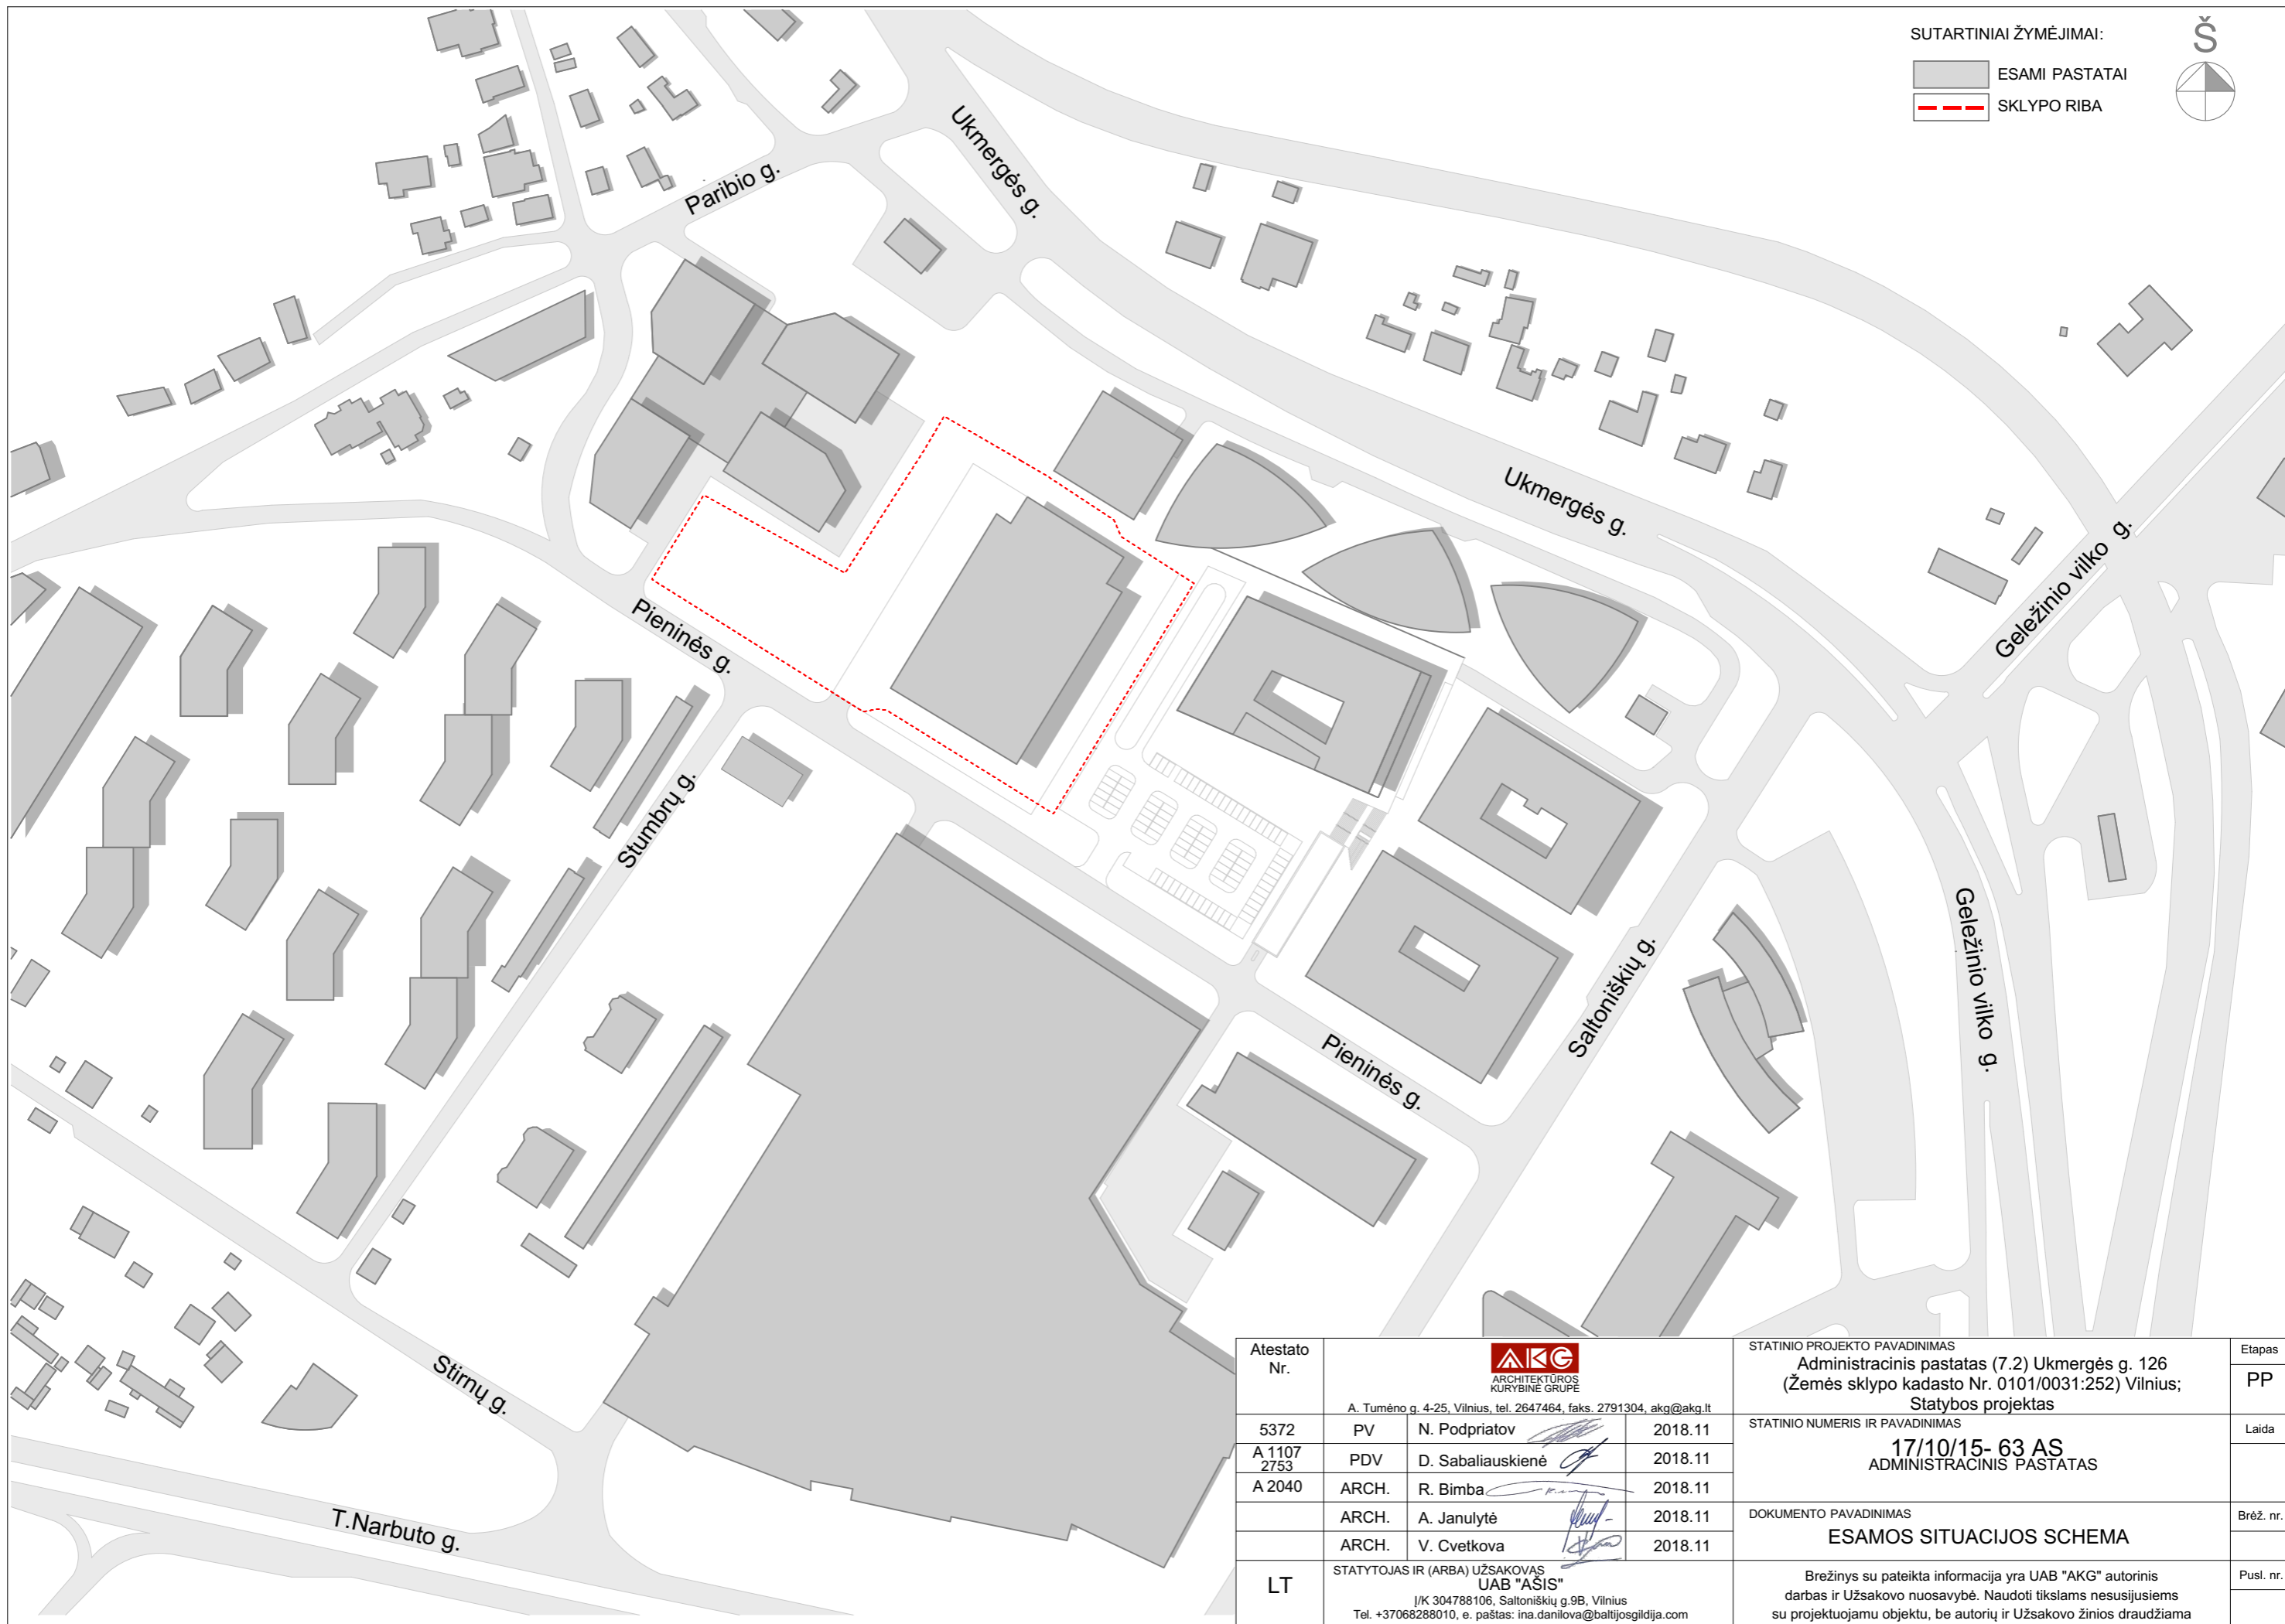 SUTARTINIAI ŽYMĖJIMAI:
Š
ESAMI PASTATAI
SKLYPO RIBA
Ukmergės g.
Paribio g.
Ukmergės g.
Geležinio vilko g.
Pieninės g.
Stumbrų g.
Geležinio vilko g.
Saltoniškių g.
Pieninės g.
Stirnų g.
T.Narbuto g.
Atestato
Nr.
AKG
ARCHITEKTŪROS
KURYBINĖ GRUPĖ
A. Tumėno g. 4-25, Vilnius, tel. 2647464, faks. 2791304, akg@akg.lt
5372 PV N. Podpriatov 2018.11
A 1107
2753 PDV D. Sabaliauskienė 2018.11
A 2040 ARCH. R. Bimba 2018.11
ARCH. A. Janulytė 2018.11
ARCH. V. Cvetkova 2018.11
LT
STATYTOJAS IR (ARBA) UŽSAKOVAS
UAB "AŠIS"
Į/K 304788106, Saltoniškių g.9B, Vilnius
Tel. +37068288010, e. paštas: ina.danilova@baltijosgildija.com
STATINIO PROJEKTO PAVADINIMAS
Administracinis pastatas (7.2) Ukmergės g. 126
(Žemės sklypo kadasto Nr. 0101/0031:252) Vilnius;
Statybos projektas
Etapas
PP
STATINIO NUMERIS IR PAVADINIMAS
17/10/15- 63 AS
ADMINISTRACINIS PASTATAS
Laida
DOKUMENTO PAVADINIMAS
ESAMOS SITUACIJOS SCHEMA
Brėž. nr.
Brežinys su pateikta informacija yra UAB "AKG" autorinis
darbas ir Užsakovo nuosavybė. Naudoti tikslams nesusijusiems
su projektuojamu objektu, be autorių ir Užsakovo žinios draudžiama
Pusl. nr.